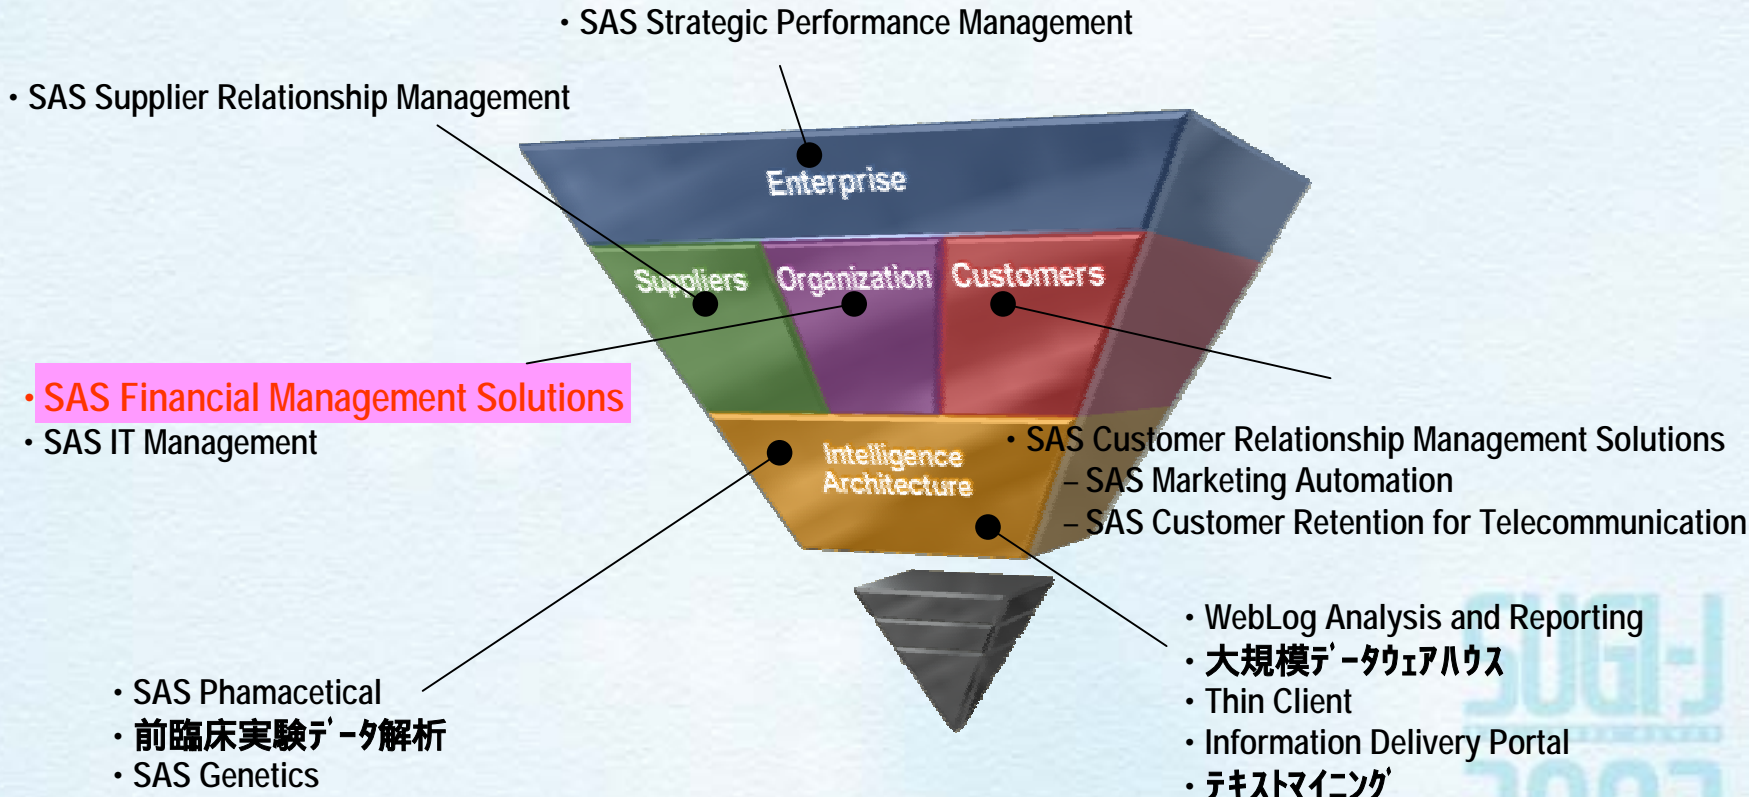 ・SAS Strategic Performance Management
・SAS Supplier Relationship Management
Enterprise
Suppliers
Organization
Customers
・SAS Financial Management Solutions
・SAS IT Management
Intelligence
Architecture
・SAS Customer Relationship Management Solutions
– SAS Marketing Automation
– SAS Customer Retention for Telecommunication
・SAS Phamacetical
・前臨床実験ﾃﾞｰﾀ解析
・SAS Genetics
・WebLog Analysis and Reporting
・大規模ﾃﾞｰﾀｳｪｱﾊｳｽ
・Thin Client
・Information Delivery Portal
・ﾃｷｽﾄﾏｲﾆﾝｸﾞ
SUGI-J